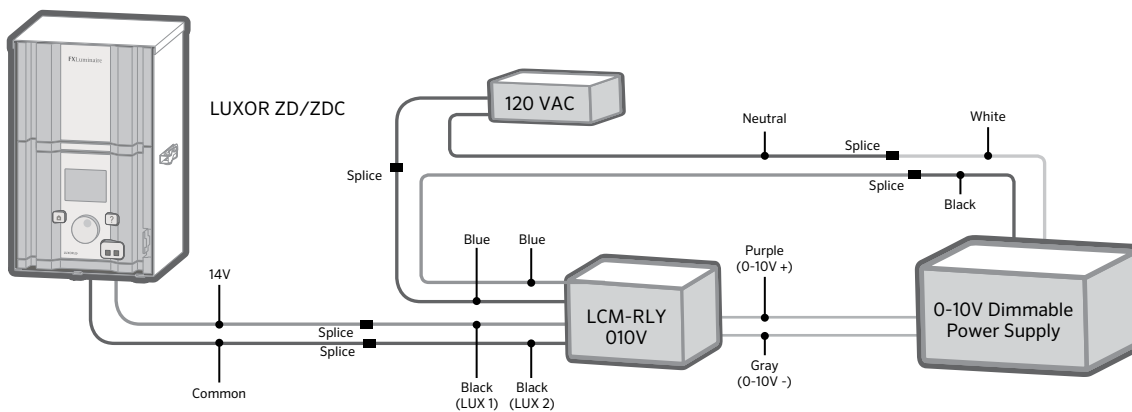 FXLuminaire
LUXOR ZD/ZDC
120 VAC
Neutral
White
Splice
Splice
Splice
Black
Blue
Blue
Purple
(0-10V +)
14V
LCM-RLY
010V
0-10V Dimmable
Power Supply
Splice
Splice
Gray
(0-10V -)
Common
Black
(LUX 1)
Black
(LUX 2)
?